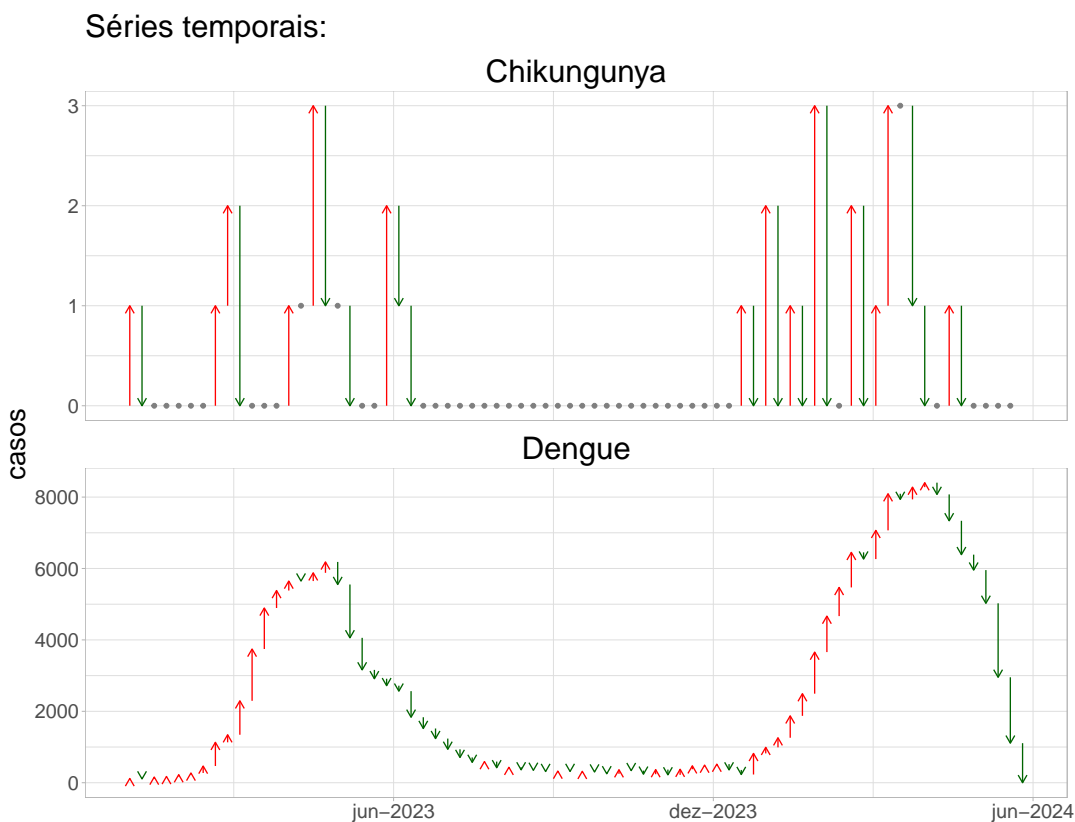 Séries temporais:
Chikungunya
3
2
1
0
casos
Dengue
8000
6000
4000
2000
0
jun−2023
dez−2023
jun−2024